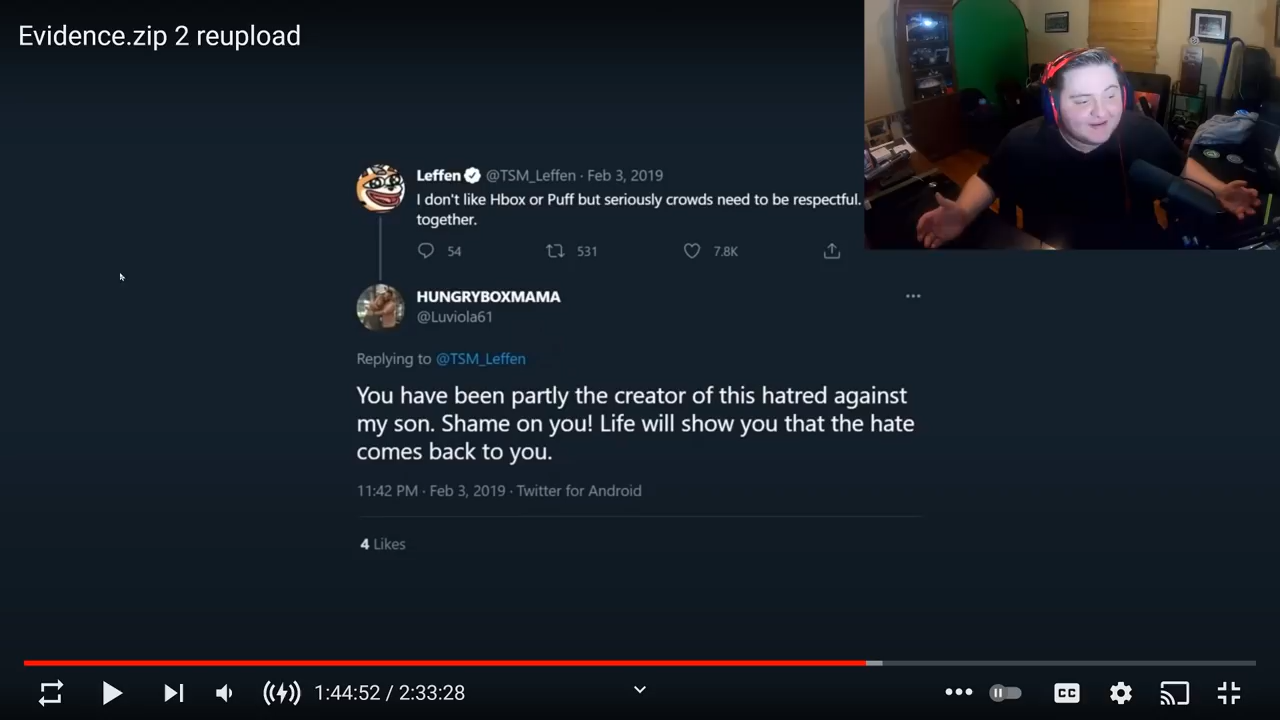 Evidence.zip 2 reupload
Leffen @TSM_Leffen · Feb 3, 2019
I don't like Hbox or Puff but seriously crowds need to be respectful.
together.
54 531 7.8K
HUNGRYBOXMAMA
@Luviola61
Replying to @TSM_Leffen
You have been partly the creator of this hatred against
my son. Shame on you! Life will show you that the hate
comes back to you.
11:42 PM · Feb 3, 2019 · Twitter for Android
4 Likes
1:44:52 / 2:33:28
CC